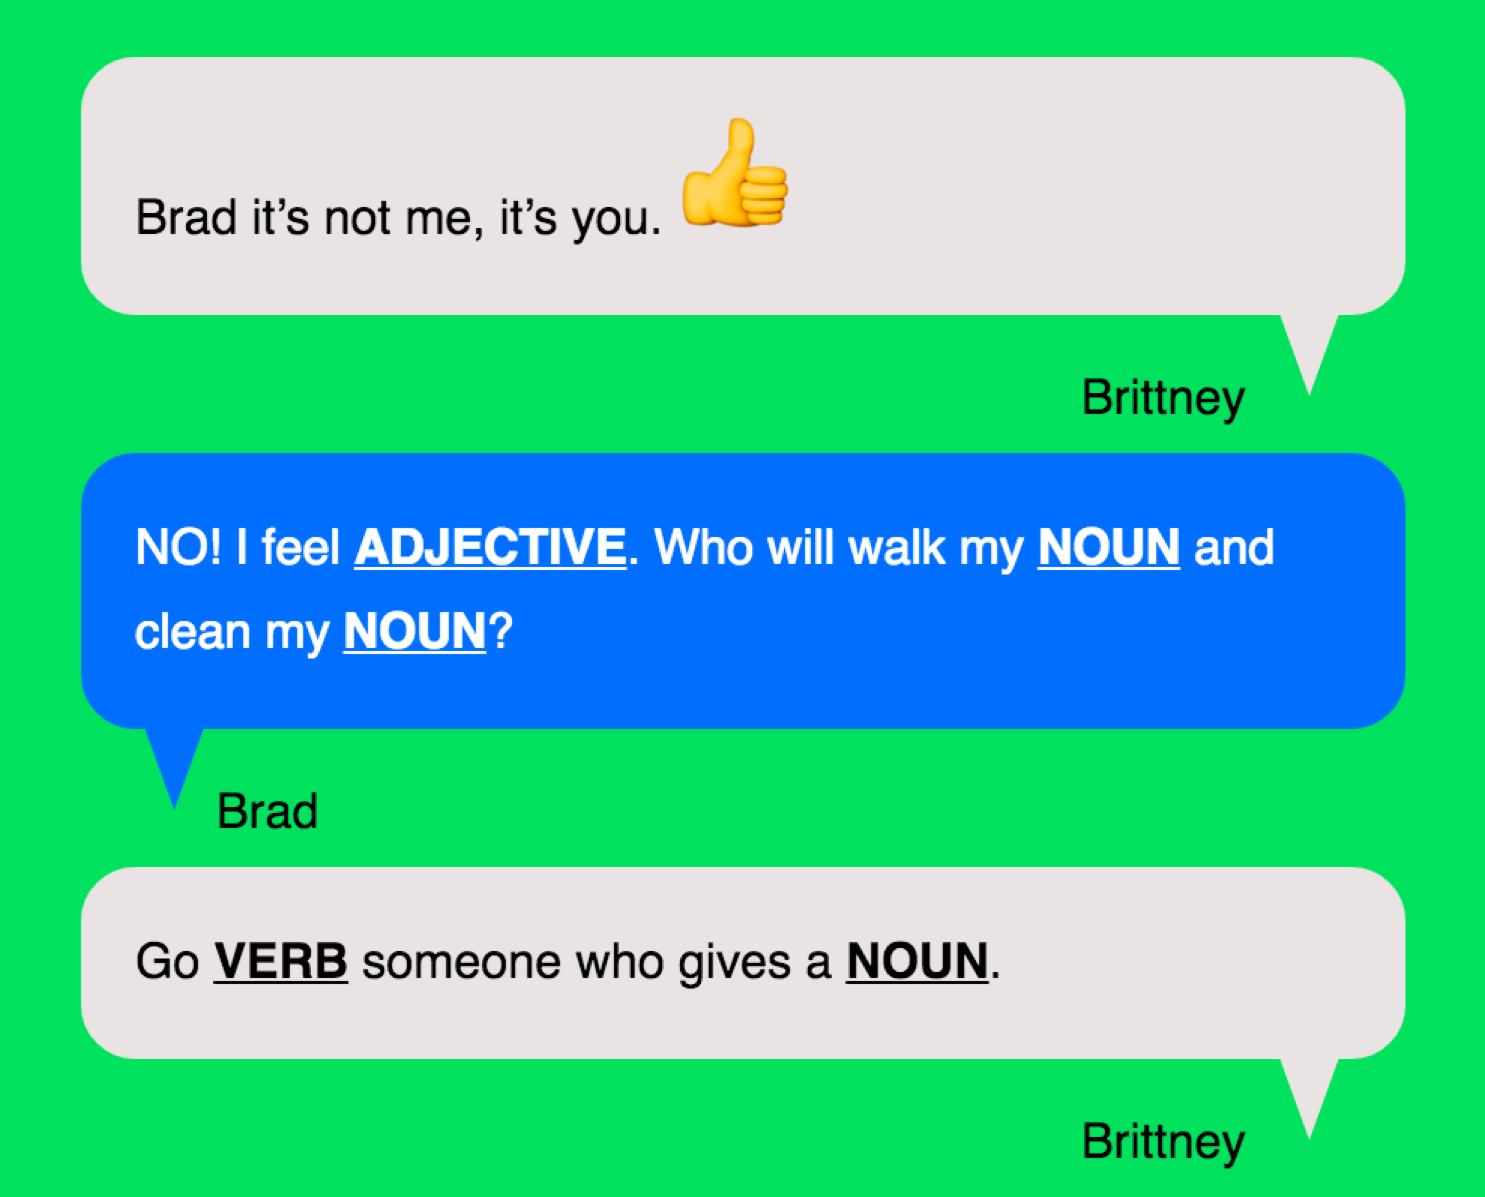 Brad it’s not me, it’s you. 👍
Brittney
NO! I feel ADJECTIVE. Who will walk my NOUN and
clean my NOUN?
Brad
Go VERB someone who gives a NOUN.
Brittney